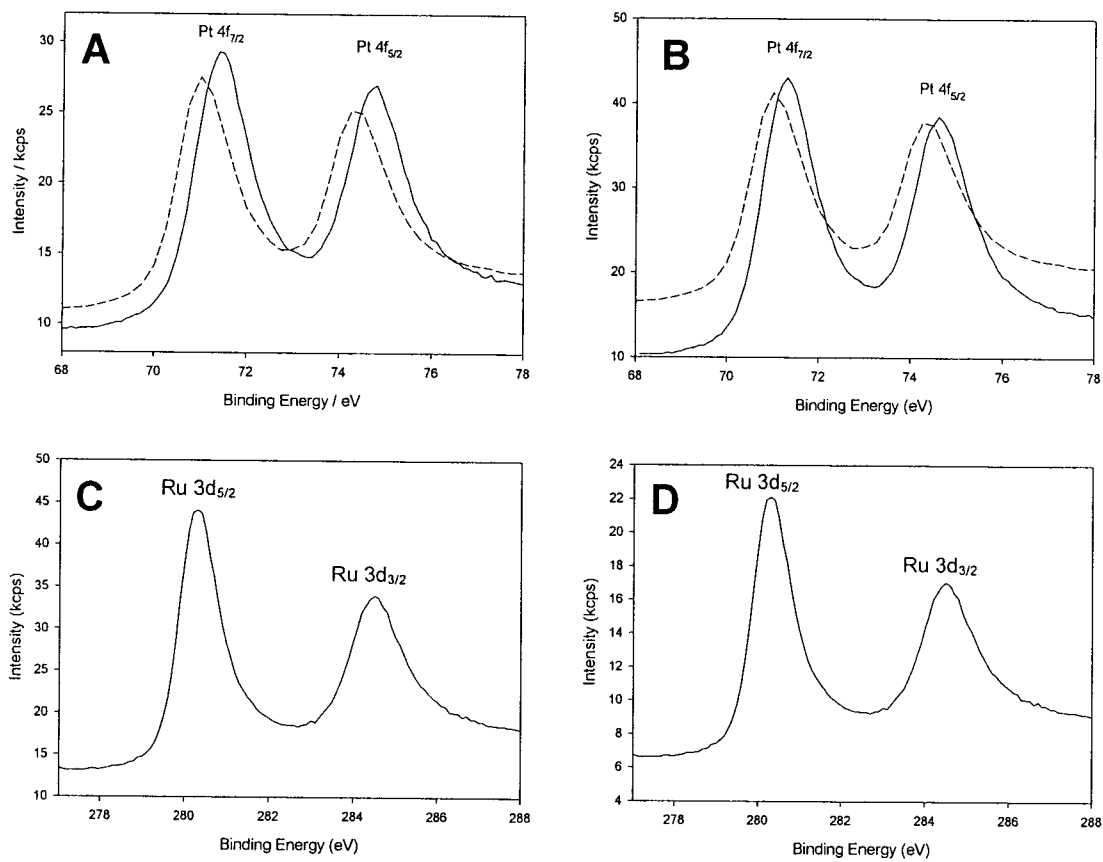 A
Pt 4f7/2
Pt 4f5/2
Intensity / kcps
30
25
20
15
10
68 70 72 74 76 78
Binding Energy / eV
B
Pt 4f7/2
Pt 4f5/2
Intensity (kcps)
50
40
30
20
10
68 70 72 74 76 78
Binding Energy (eV)
C
Ru 3d5/2
Ru 3d3/2
Intensity (kcps)
50
45
40
35
30
25
20
15
10
278 280 282 284 286 288
Binding Energy (eV)
D
Ru 3d5/2
Ru 3d3/2
Intensity (kcps)
24
22
20
18
16
14
12
10
8
6
4
278 280 282 284 286 288
Binding Energy (eV)